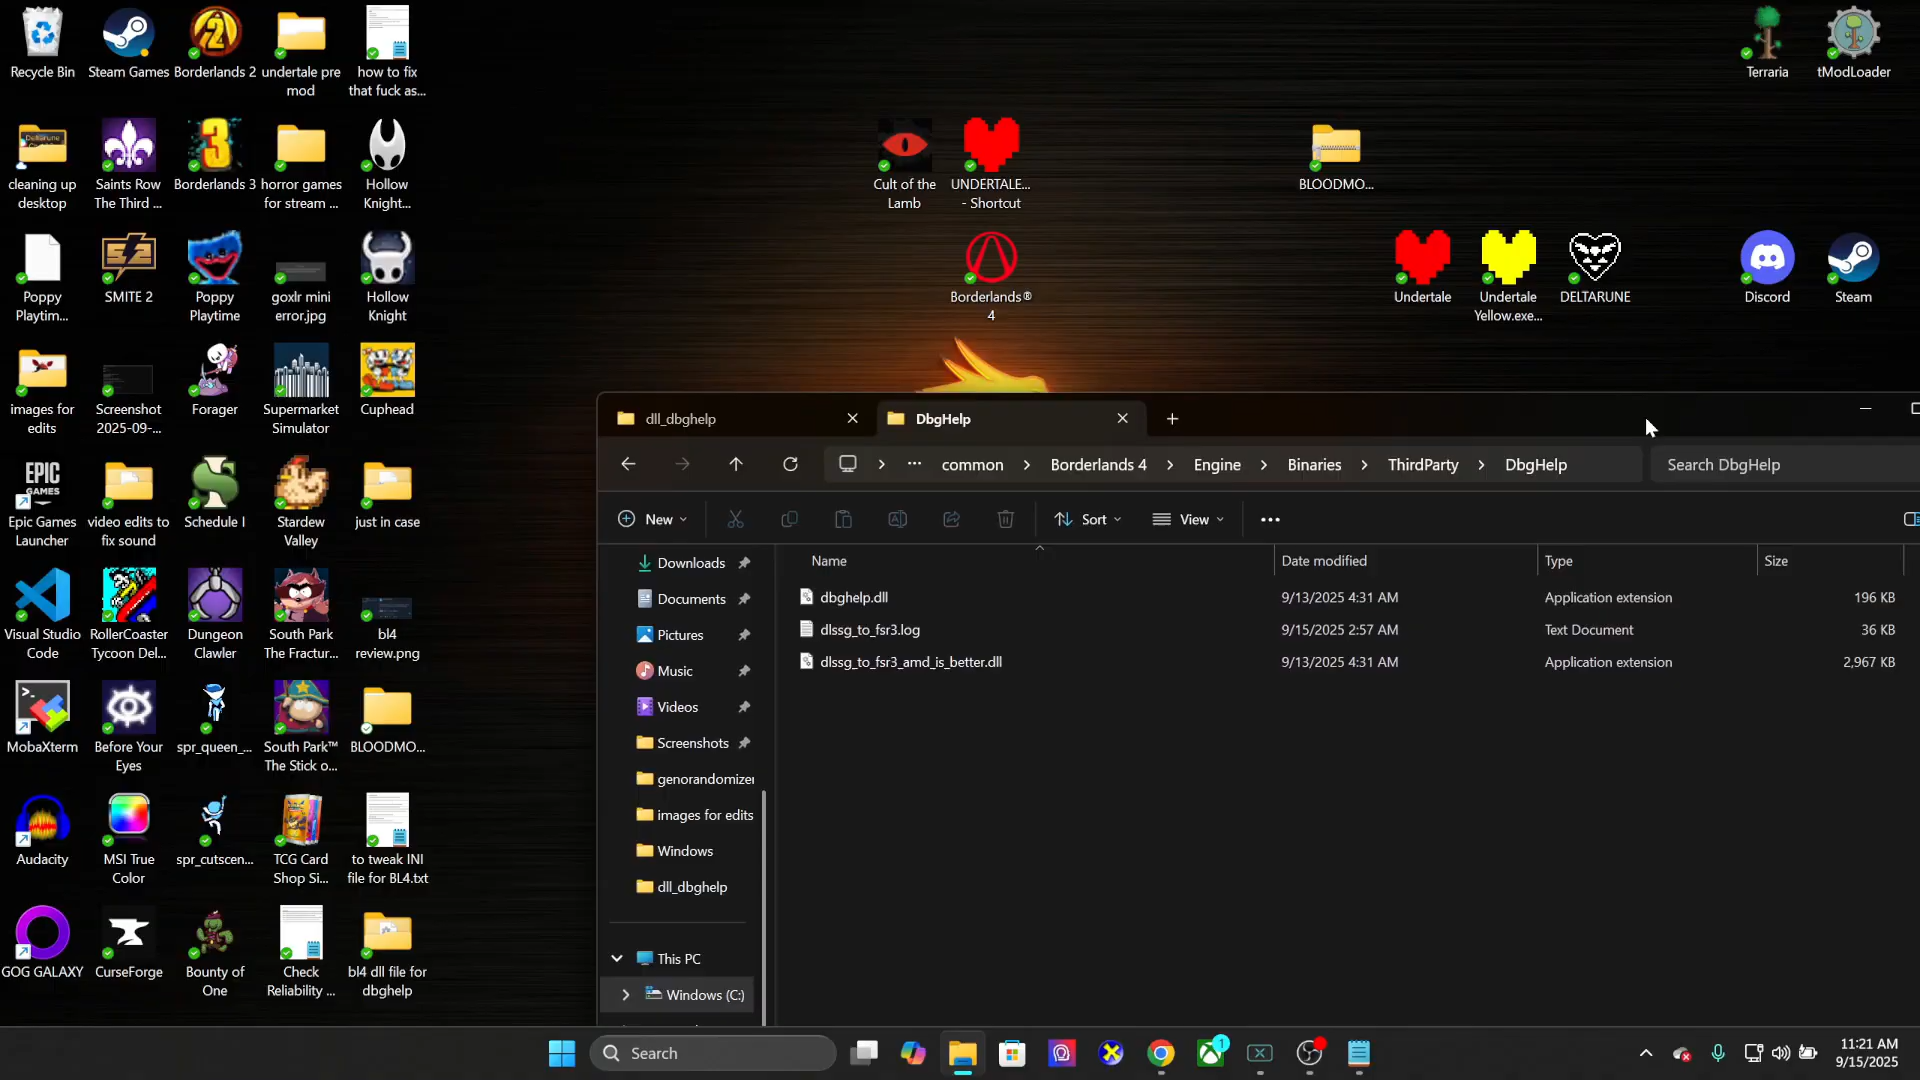 Recycle Bin
Steam Games
Borderlands 2
undertale pre
mod
how to fix
that fuck as...
Terraria
tModLoader
Deltarune
cleaning up
desktop
Saints Row
The Third ...
Borderlands 3
horror games
for stream ...
Hollow
Knight...
Cult of the
Lamb
UNDERTALE...
- Shortcut
BLOODMO...
Poppy
Playtim...
SMITE 2
Poppy
Playtime
goxlr mini
error.jpg
Hollow
Knight
Borderlands®
4
Undertale
Undertale
Yellow.exe...
DELTARUNE
Discord
Steam
images for
edits
Screenshot
2025-09-...
Forager
Supermarket
Simulator
Cuphead
EPIC
GAMES
Epic Games
Launcher
video edits to
fix sound
Schedule I
Stardew
Valley
just in case
Visual Studio
Code
RollerCoaster
Tycoon Del...
Dungeon
Clawler
South Park
The Fractur...
bl4
review.png
MobaXterm
Before Your
Eyes
spr_queen_...
South Park™
The Stick o...
BLOODMO...
Audacity
MSI True
Color
spr_cutscen...
TCG Card
Shop Si...
to tweak INI
file for BL4.txt
GOG GALAXY
CurseForge
Bounty of
One
Check
Reliability ...
bl4 dll file for
dbghelp
dll_dbghelp
DbgHelp
common
Borderlands 4
Engine
Binaries
ThirdParty
DbgHelp
Search DbgHelp
New
Sort
View
Name
Date modified
Type
Size
dbghelp.dll
9/13/2025 4:31 AM
Application extension
196 KB
dlssg_to_fsr3.log
9/15/2025 2:57 AM
Text Document
36 KB
dlssg_to_fsr3_amd_is_better.dll
9/13/2025 4:31 AM
Application extension
2,967 KB
Downloads
Documents
Pictures
Music
Videos
Screenshots
genorandomizer
images for edits
Windows
dll_dbghelp
This PC
Windows (C:)
Search
1
11:21 AM
9/15/2025